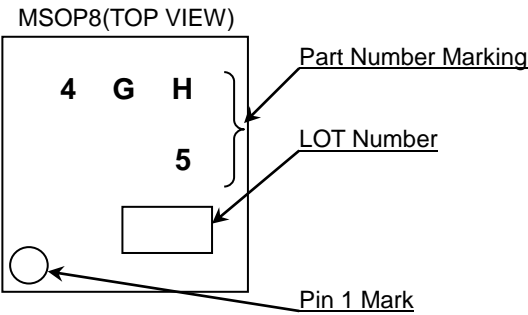 MSOP8(TOP VIEW)
Part Number Marking
4 G H
LOT Number
5
Pin 1 Mark